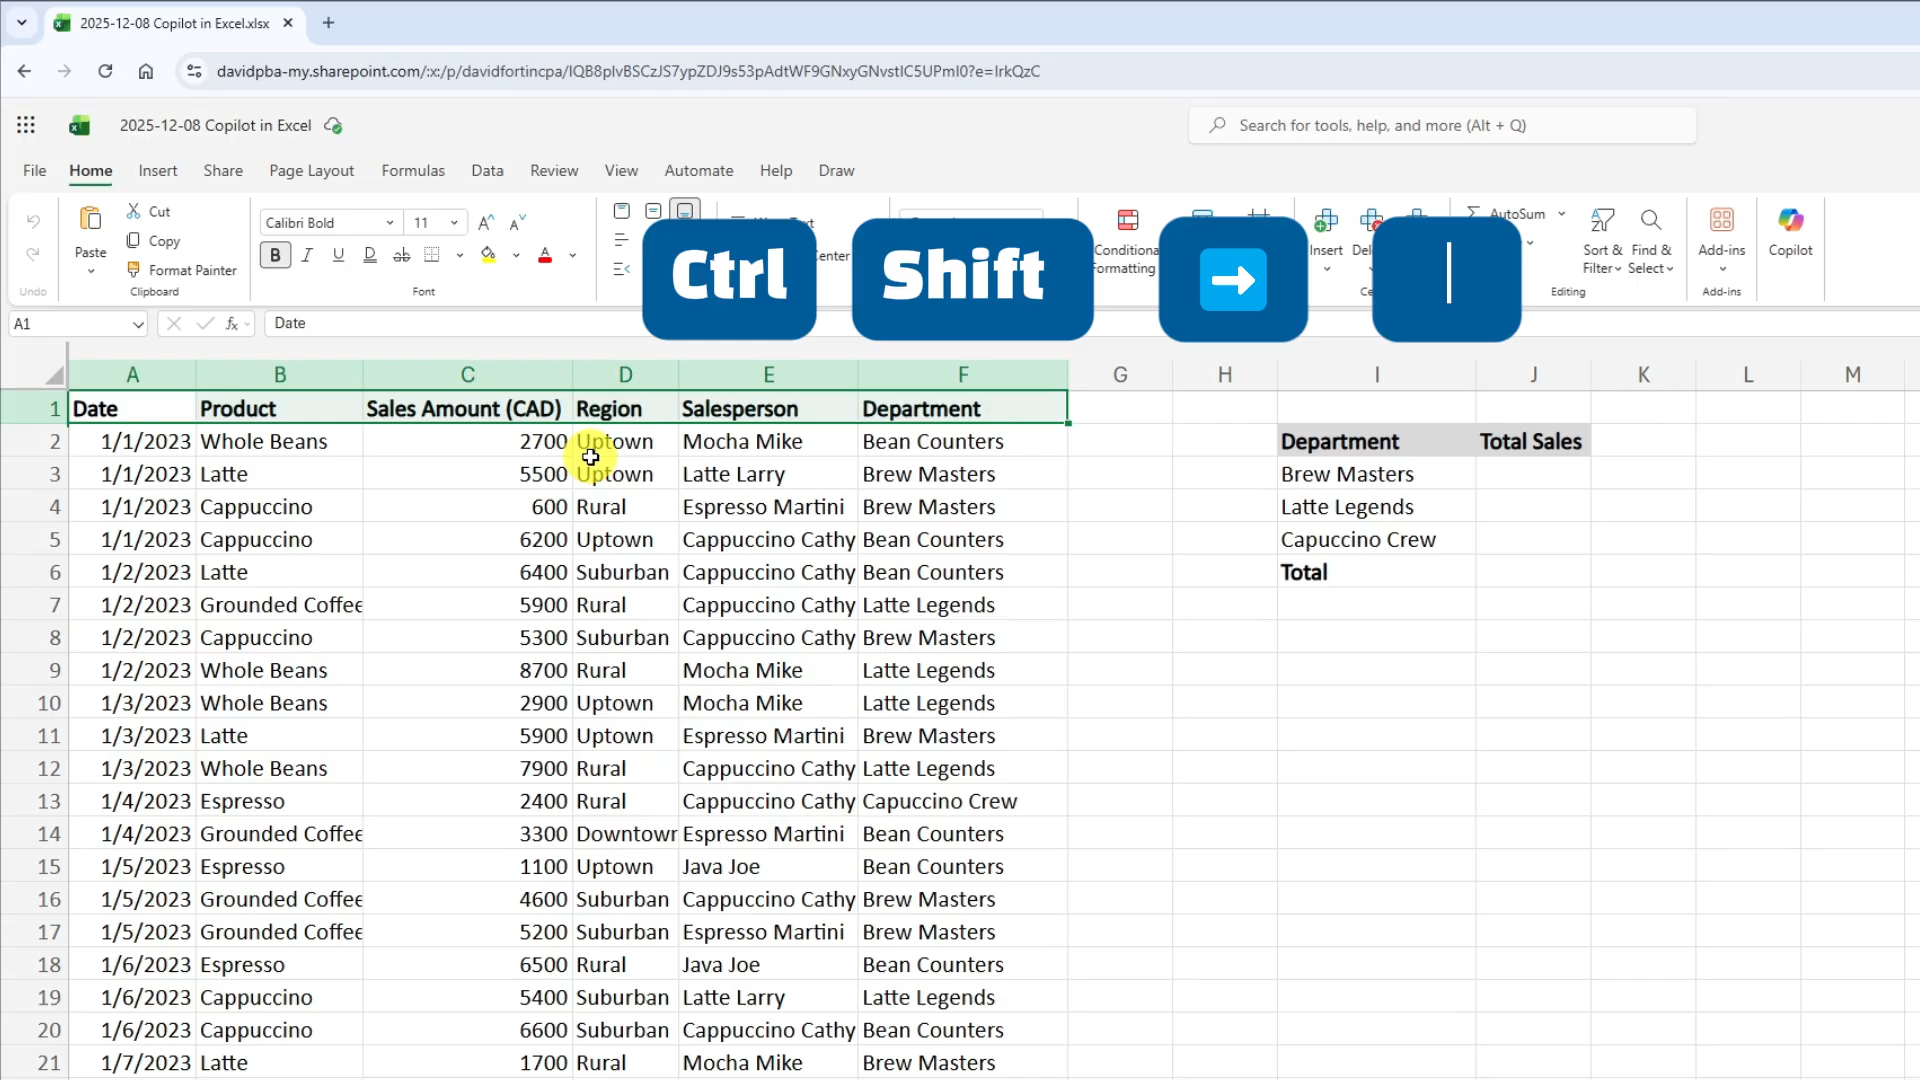 2025-12-08 Copilot in Excel.xlsx
davidpba-my.sharepoint.com/:x:/p/davidfortincpa/
2025-12-08 Copilot in Excel
Search for tools, help, and more (Alt + Q)
File Home Insert Share Page Layout Formulas Data Review View Automate Help Draw
Undo
Paste
Cut
Copy
Format Painter
Clipboard
Calibri Bold 11
Font
Ctrl Shift
enter
Conditiona
Formatting
Insert
AutoSum
Sort & Filter
Find & Select
Editing
Add-ins
Add-ins
Copilot
A1 fx Date
A B C D E F G H I J K L M
1 Date Product Sales Amount (CAD) Region Salesperson Department
2 1/1/2023 Whole Beans 2700 Uptown Mocha Mike Bean Counters Department Total Sales
3 1/1/2023 Latte 5500 Uptown Latte Larry Brew Masters Brew Masters
4 1/1/2023 Cappuccino 600 Rural Espresso Martini Brew Masters Latte Legends
5 1/1/2023 Cappuccino 6200 Uptown Cappuccino Cathy Bean Counters Capuccino Crew
6 1/2/2023 Latte 6400 Suburban Cappuccino Cathy Bean Counters Total
7 1/2/2023 Grounded Coffee 5900 Rural Cappuccino Cathy Latte Legends
8 1/2/2023 Cappuccino 5300 Suburban Cappuccino Cathy Brew Masters
9 1/2/2023 Whole Beans 8700 Rural Mocha Mike Latte Legends
10 1/3/2023 Whole Beans 2900 Uptown Mocha Mike Latte Legends
11 1/3/2023 Latte 5900 Uptown Espresso Martini Brew Masters
12 1/3/2023 Whole Beans 7900 Rural Cappuccino Cathy Latte Legends
13 1/4/2023 Espresso 2400 Rural Cappuccino Cathy Capuccino Crew
14 1/4/2023 Grounded Coffee 3300 Downtown Espresso Martini Bean Counters
15 1/5/2023 Espresso 1100 Uptown Java Joe Bean Counters
16 1/5/2023 Grounded Coffee 4600 Suburban Cappuccino Cathy Brew Masters
17 1/5/2023 Grounded Coffee 5200 Suburban Espresso Martini Brew Masters
18 1/6/2023 Espresso 6500 Rural Java Joe Bean Counters
19 1/6/2023 Cappuccino 5400 Suburban Latte Larry Latte Legends
20 1/6/2023 Cappuccino 6600 Suburban Cappuccino Cathy Bean Counters
21 1/7/2023 Latte 1700 Rural Mocha Mike Brew Masters